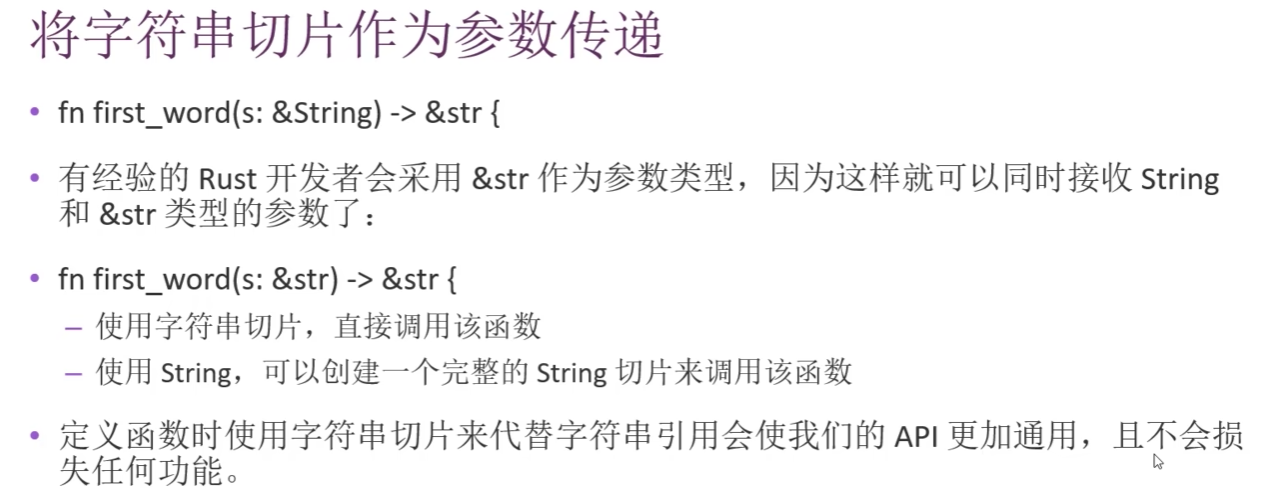 将字符串切片作为参数传递
• fn first_word(s: &String) -> &str {
• 有经验的 Rust 开发者会采用 &str 作为参数类型，因为这样就可以同时接收 String
和 &str 类型的参数了：
• fn first_word(s: &str) -> &str {
– 使用字符串切片，直接调用该函数
– 使用 String，可以创建一个完整的 String 切片来调用该函数
• 定义函数时使用字符串切片来代替字符串引用会使我们的 API 更加通用，且不会损
失任何功能。